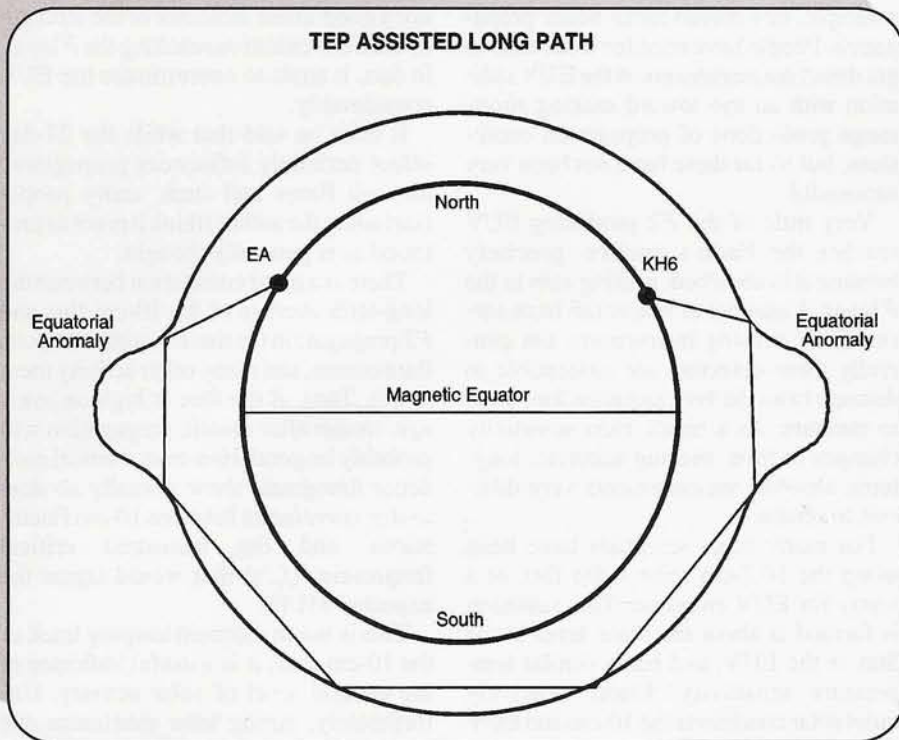 TEP ASSISTED LONG PATH
North
EA
KH6
Equatorial
Anomaly
Equatorial
Anomaly
Magnetic Equator
South